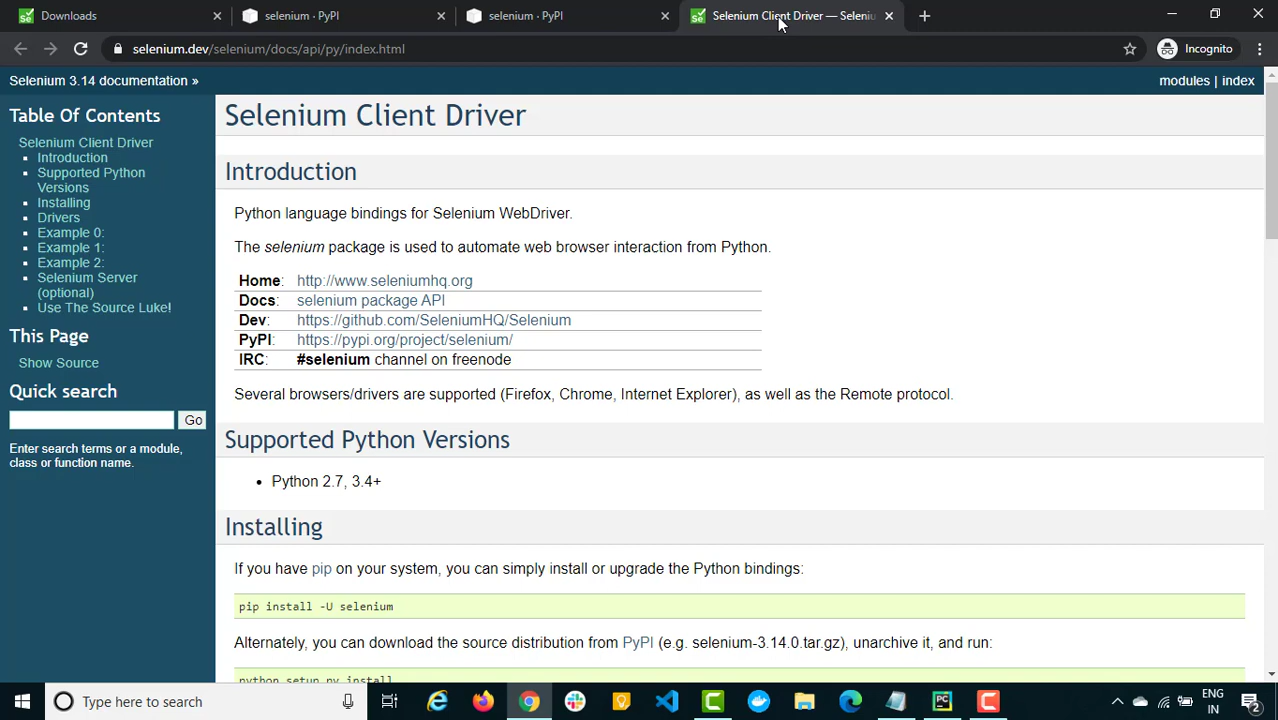 Downloads
selenium · PyPI
selenium · PyPI
Selenium Client Driver — Seleniu
selenium.dev/selenium/docs/api/py/index.html
Incognito
Selenium 3.14 documentation »
modules | index
Table Of Contents
Selenium Client Driver
Introduction
Supported Python
Versions
Installing
Drivers
Example 0:
Example 1:
Example 2:
Selenium Server
(optional)
Use The Source Luke!
This Page
Show Source
Quick search
Go
Enter search terms or a module,
class or function name.
Selenium Client Driver
Introduction
Python language bindings for Selenium WebDriver.
The selenium package is used to automate web browser interaction from Python.
Home: http://www.seleniumhq.org
Docs: selenium package API
Dev: https://github.com/SeleniumHQ/Selenium
PyPI: https://pypi.org/project/selenium/
IRC: #selenium channel on freenode
Several browsers/drivers are supported (Firefox, Chrome, Internet Explorer), as well as the Remote protocol.
Supported Python Versions
• Python 2.7, 3.4+
Installing
If you have pip on your system, you can simply install or upgrade the Python bindings:
pip install -U selenium
Alternately, you can download the source distribution from PyPI (e.g. selenium-3.14.0.tar.gz), unarchive it, and run:
python setup.py install
Type here to search
PC
ENG
IN
2